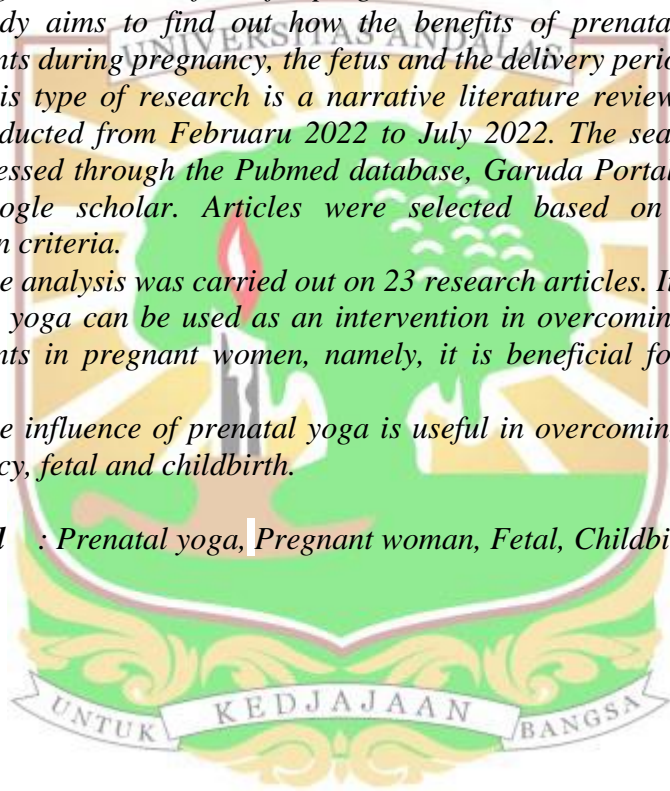 dy aims to find out how the benefits of prenata
UNIVERSITAS ANDALAS
nts during pregnancy, the fetus and the delivery perio
is type of research is a narrative literature review
ducted from Februaru 2022 to July 2022. The sea
essed through the Pubmed database, Garuda Portal
ogle scholar. Articles were selected based on
n criteria.
e analysis was carried out on 23 research articles. I
yoga can be used as an intervention in overcomin
nts in pregnant women, namely, it is beneficial fo
e influence of prenatal yoga is useful in overcomin
cy, fetal and childbirth.
d : Prenatal yoga, Pregnant woman, Fetal, Childbi
UNTUK KEDJAJAAN BANGSA